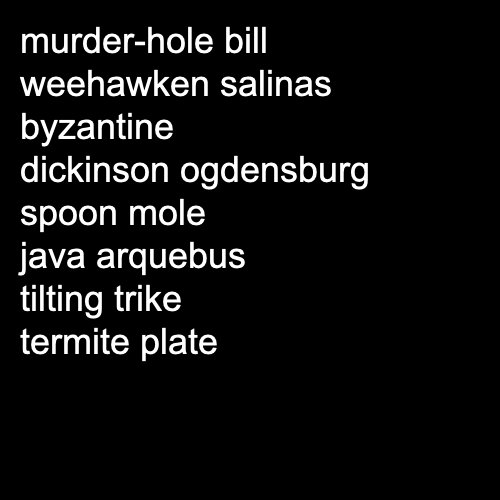 murder-hole bill
weehawken salinas
byzantine
dickinson ogdensburg
spoon mole
java arquebus
tilting trike
termite plate